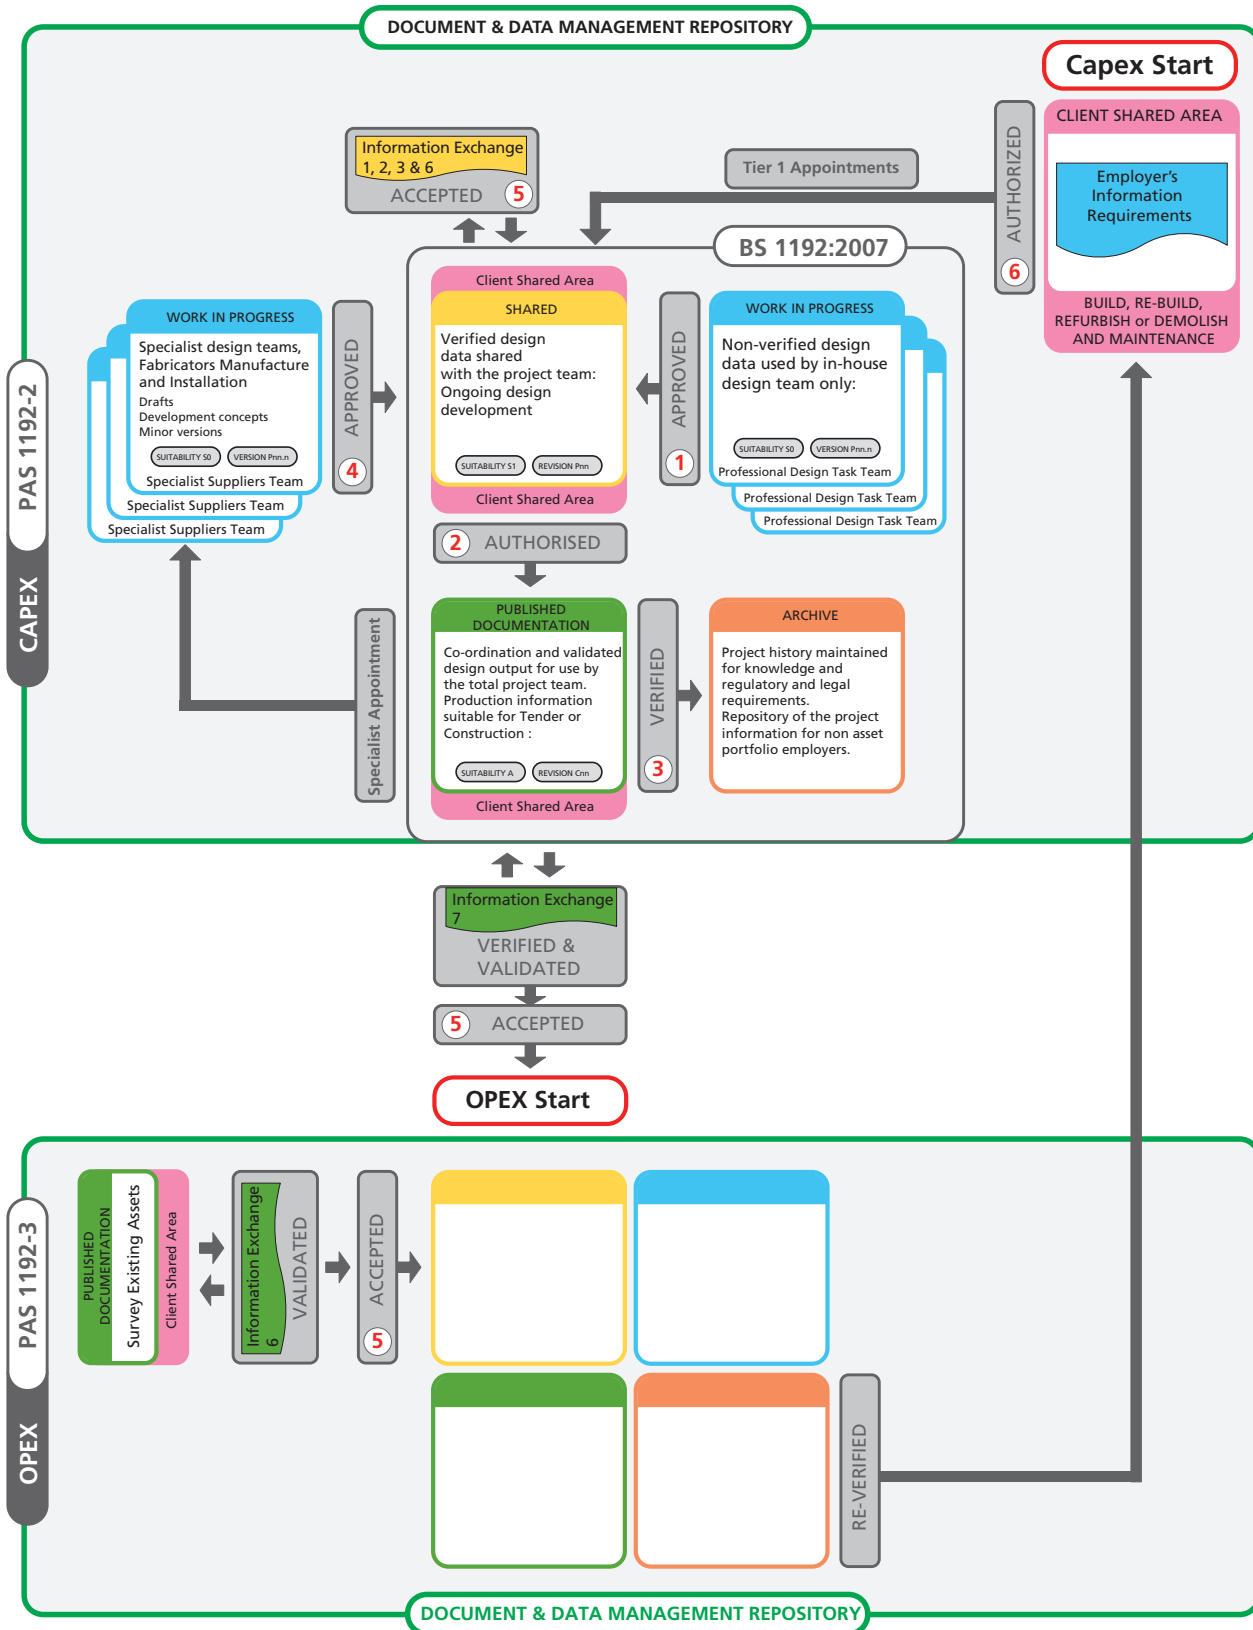 DOCUMENT & DATA MANAGEMENT REPOSITORY
Capex Start
CLIENT SHARED AREA
Employer's
Information
Requirements
BUILD, RE-BUILD,
REFURBISH or DEMOLISH
AND MAINTENANCE
AUTHORIZED
6
Tier 1 Appointments
Information Exchange
1, 2, 3 & 6
ACCEPTED
5
BS 1192:2007
PAS 1192-2
CAPEX
WORK IN PROGRESS
Specialist design teams,
Fabricators Manufacture
and Installation
Drafts
Development concepts
Minor versions
SUITABILITY S0
VERSION Pnn.n
Specialist Suppliers Team
Specialist Suppliers Team
Specialist Suppliers Team
APPROVED
4
Client Shared Area
SHARED
Verified design
data shared
with the project team:
Ongoing design
development
SUITABILITY S1
REVISION Pnn
Client Shared Area
APPROVED
1
WORK IN PROGRESS
Non-verified design
data used by in-house
design team only:
SUITABILITY S0
VERSION Pnn.n
Professional Design Task Team
Professional Design Task Team
Professional Design Task Team
2
AUTHORISED
Specialist Appointment
PUBLISHED
DOCUMENTATION
Co-ordination and validated
design output for use by
the total project team.
Production information
suitable for Tender or
Construction :
SUITABILITY A
REVISION Cnn
Client Shared Area
VERIFIED
3
ARCHIVE
Project history maintained
for knowledge and
regulatory and legal
requirements.
Repository of the project
information for non asset
portfolio employers.
Information Exchange
7
VERIFIED &
VALIDATED
5
ACCEPTED
OPEX Start
PAS 1192-3
OPEX
PUBLISHED
DOCUMENTATION
Survey Existing Assets
Client Shared Area
Information Exchange
6
VALIDATED
ACCEPTED
5
RE-VERIFIED
DOCUMENT & DATA MANAGEMENT REPOSITORY